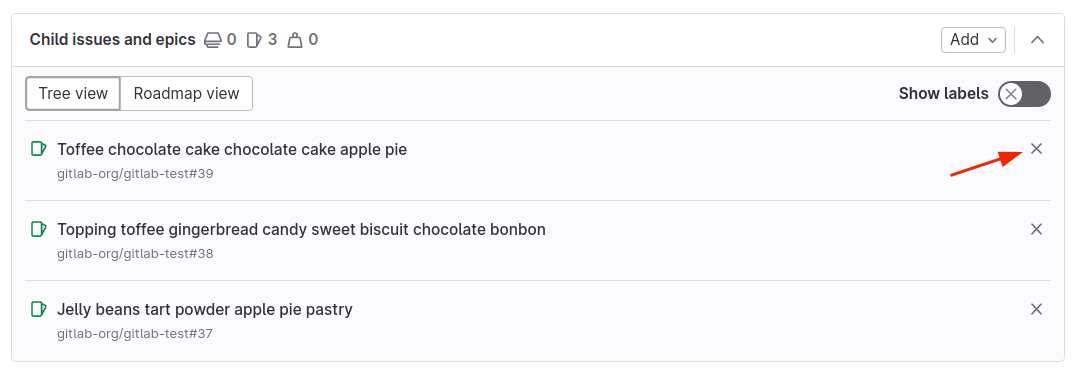 Child issues and epics 0 3 0 Add
Tree view Roadmap view Show labels
Toffee chocolate cake chocolate cake apple pie
gitlab-org/gitlab-test#39
Topping toffee gingerbread candy sweet biscuit chocolate bonbon
gitlab-org/gitlab-test#38
Jelly beans tart powder apple pie pastry
gitlab-org/gitlab-test#37